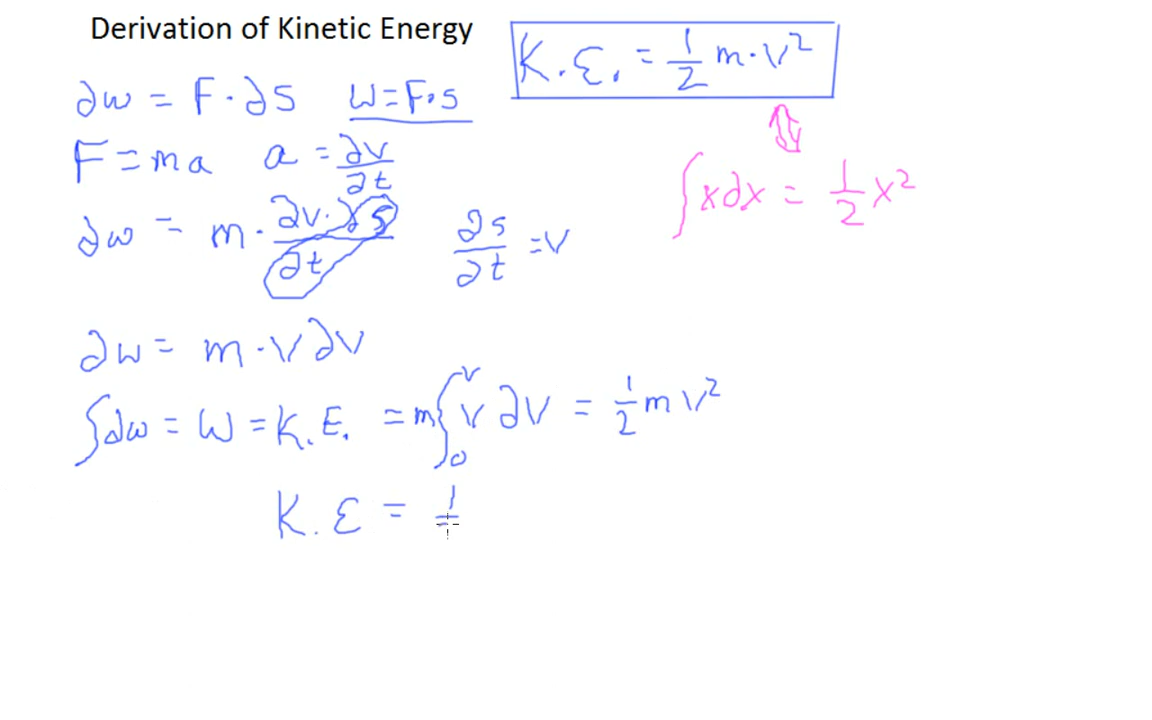 Derivation of Kinetic Energy
K.E. = 1/2 m·v²
∂w = F·∂s W=F·s
F=ma a = ∂v/∂t
∫x∂x = 1/2 x²
∂w = m · ∂v·∂s/∂t ∂s/∂t =v
∂w = m·v∂v
∫∂w = W = K.E. = m∫₀ᵛ v ∂v = 1/2 m v²
K.E = 1